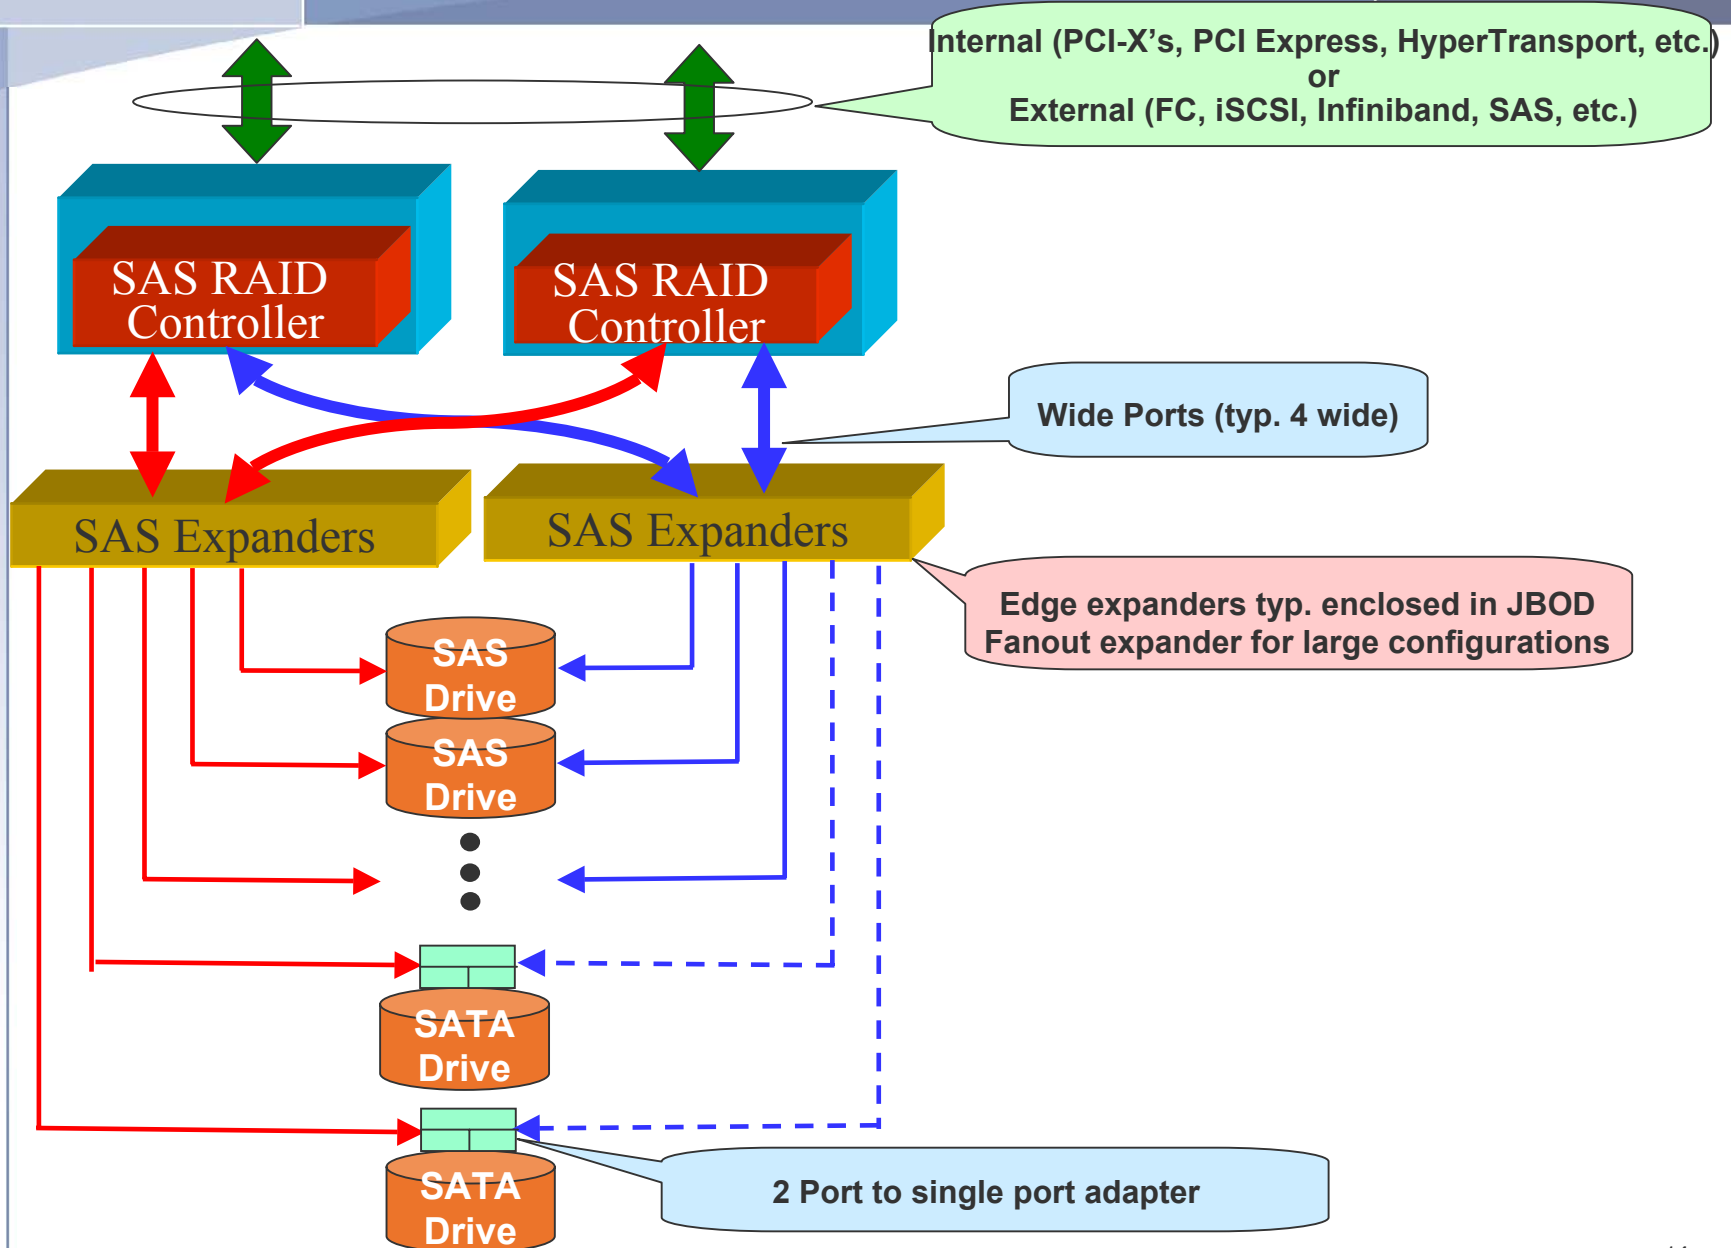 Internal (PCI-X's, PCI Express, HyperTransport, etc.)
or
External (FC, iSCSI, Infiniband, SAS, etc.)
SAS RAID
Controller
SAS RAID
Controller
Wide Ports (typ. 4 wide)
SAS Expanders
SAS Expanders
Edge expanders typ. enclosed in JBOD
Fanout expander for large configurations
SAS
Drive
SAS
Drive
SATA
Drive
SATA
Drive
2 Port to single port adapter